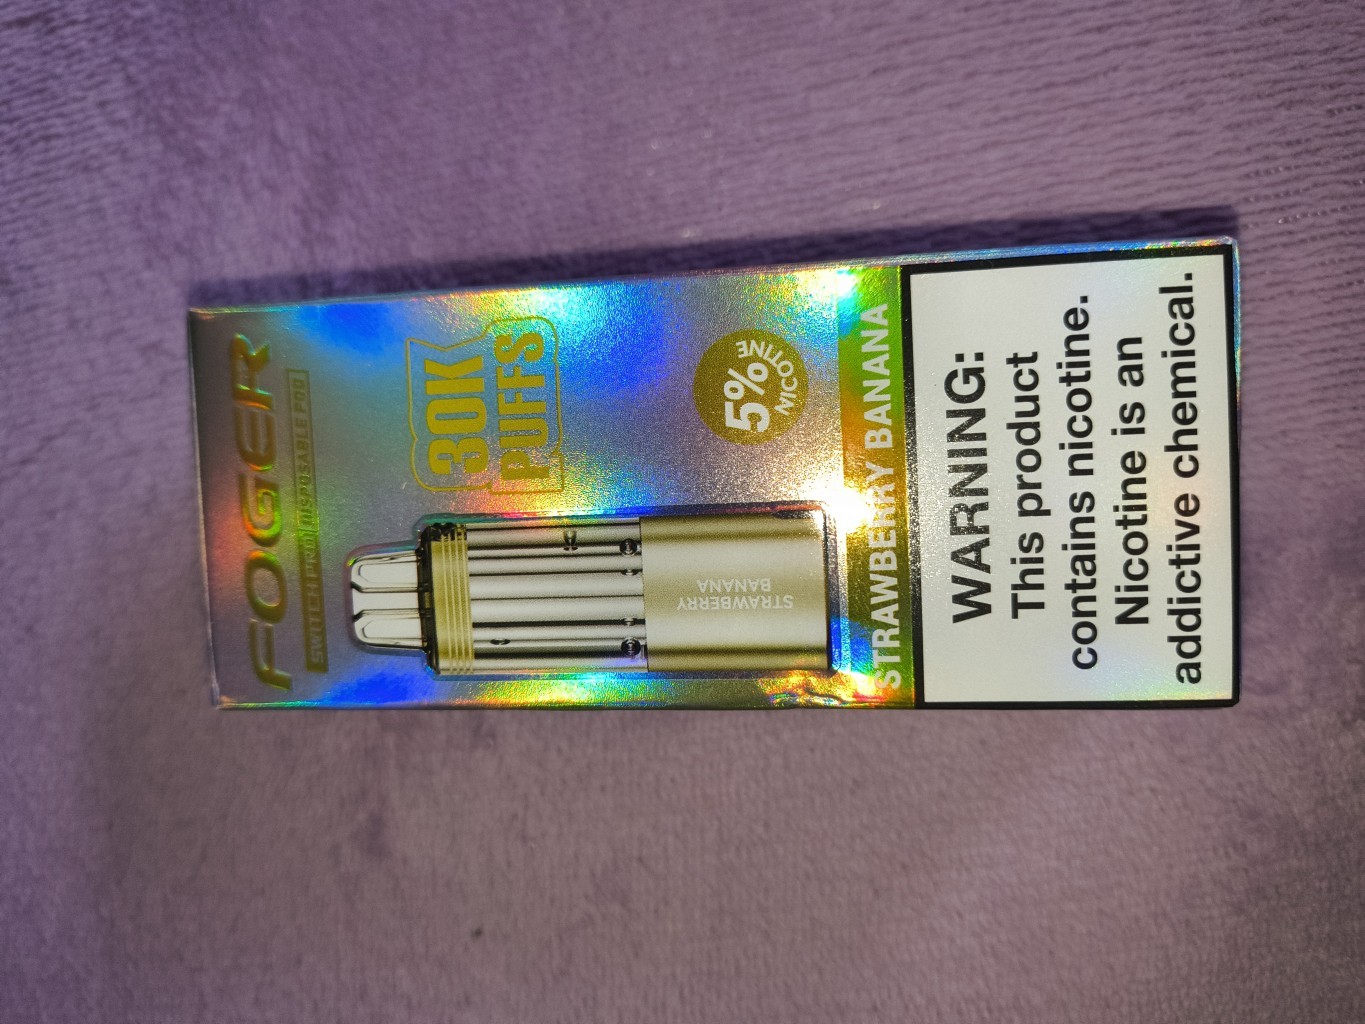 FOGER
SWITCH PRO DISPOSABLE POD
30K
PUFFS
5%
NICOTINE
STRAWBERRY
BANANA
STRAWBERRY BANANA
WARNING:
This product
contains nicotine.
Nicotine is an
addictive chemical.